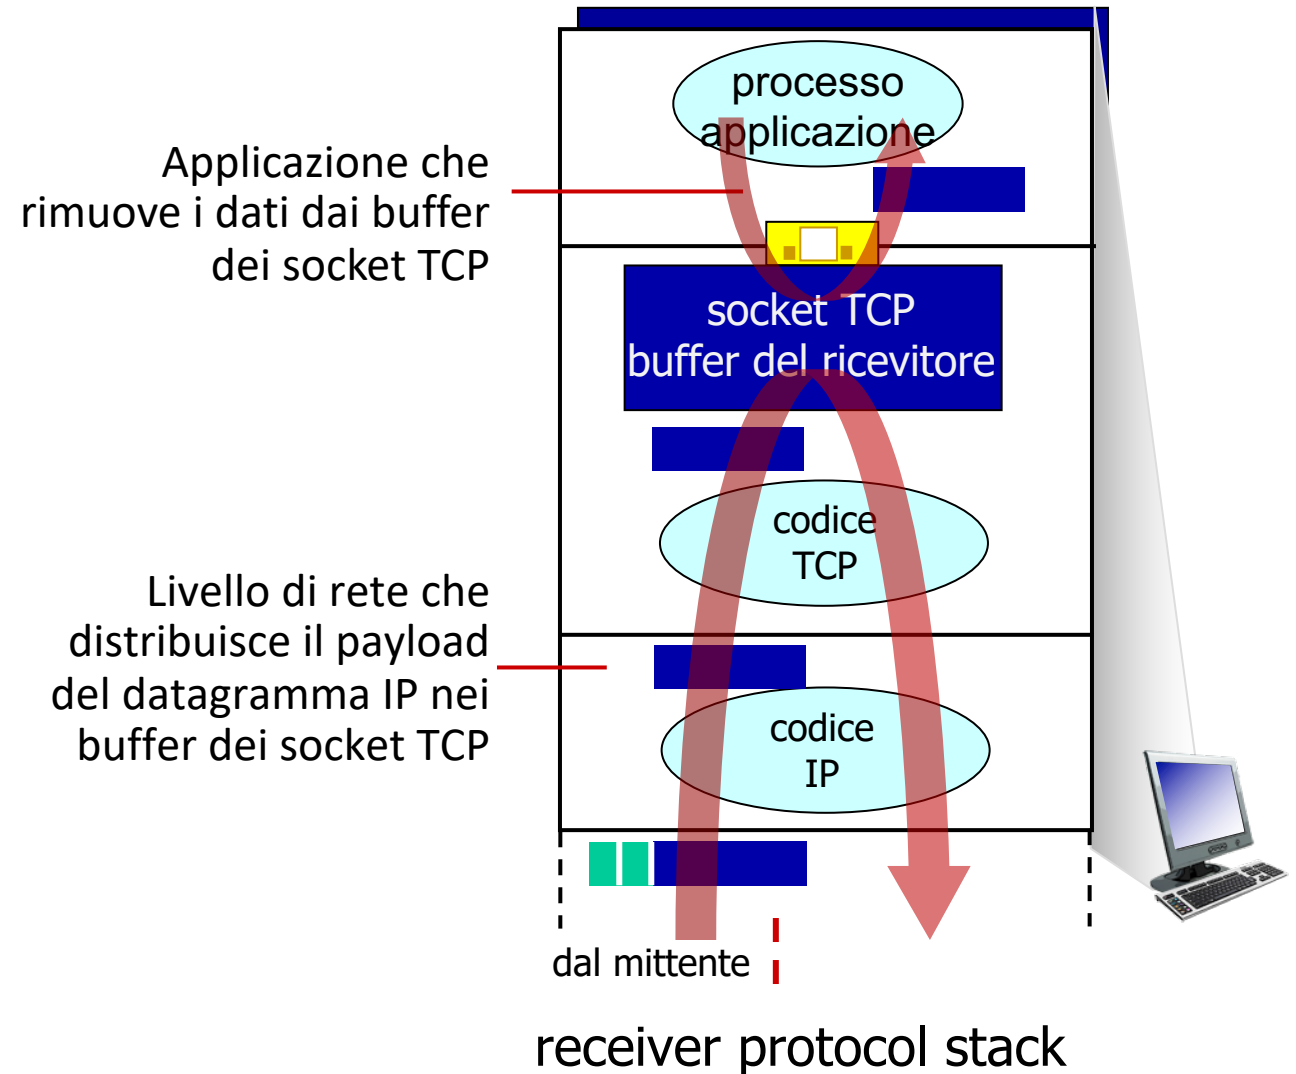 processo
applicazione
Applicazione che
rimuove i dati dai buffer
dei socket TCP
socket TCP
buffer del ricevitore
codice
TCP
Livello di rete che
distribuisce il payload
del datagramma IP nei
buffer dei socket TCP
codice
IP
dal mittente
receiver protocol stack